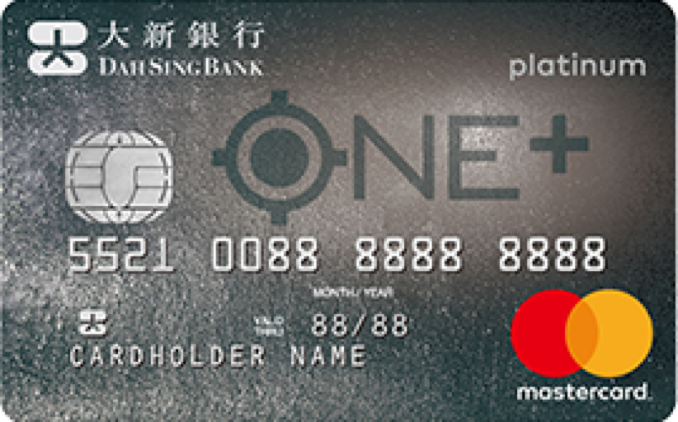 大新銀行
DAH SING BANK
platinum
ONE+
5521 0088 8888 8888
MONTH / YEAR
VALID THRU 88/88
CARDHOLDER NAME
mastercard.